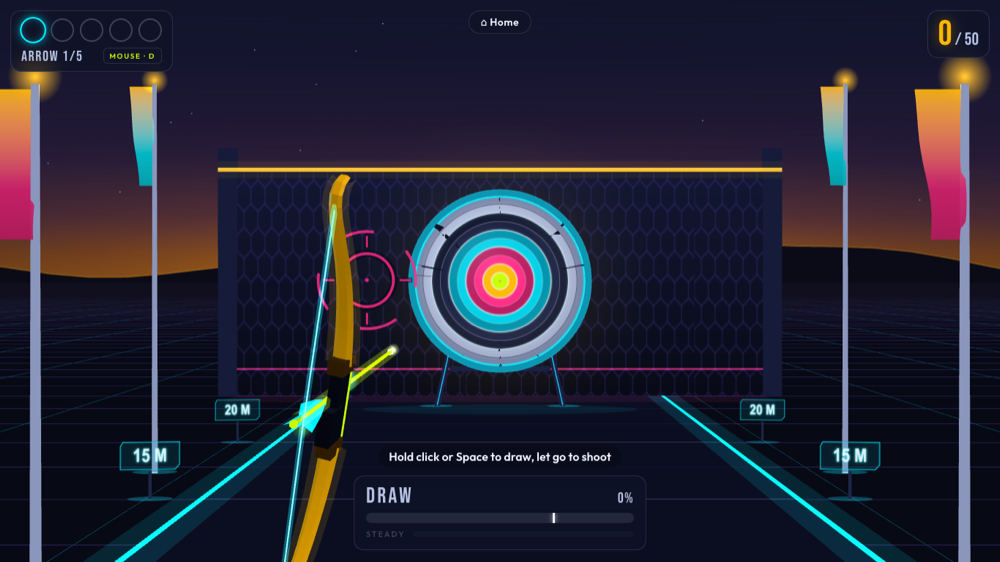 ⌂ Home
ARROW 1/5
MOUSE · D
0/50
20 M
20 M
15 M
15 M
Hold click or Space to draw, let go to shoot
DRAW
0%
STEADY